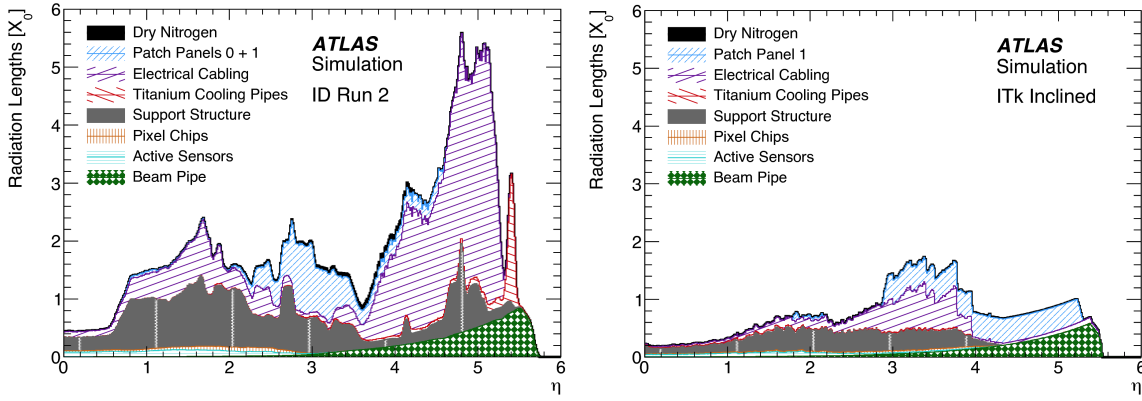 Radiation Lengths [X₀]
6
5
4
3
2
1
0
Dry Nitrogen
Patch Panels 0 + 1
Electrical Cabling
Titanium Cooling Pipes
Support Structure
Pixel Chips
Active Sensors
Beam Pipe
ATLAS
Simulation
ID Run 2
0 1 2 3 4 5 6
η
Radiation Lengths [X₀]
6
5
4
3
2
1
0
Dry Nitrogen
Patch Panel 1
Electrical Cabling
Titanium Cooling Pipes
Support Structure
Pixel Chips
Active Sensors
Beam Pipe
ATLAS
Simulation
ITk Inclined
0 1 2 3 4 5 6
η